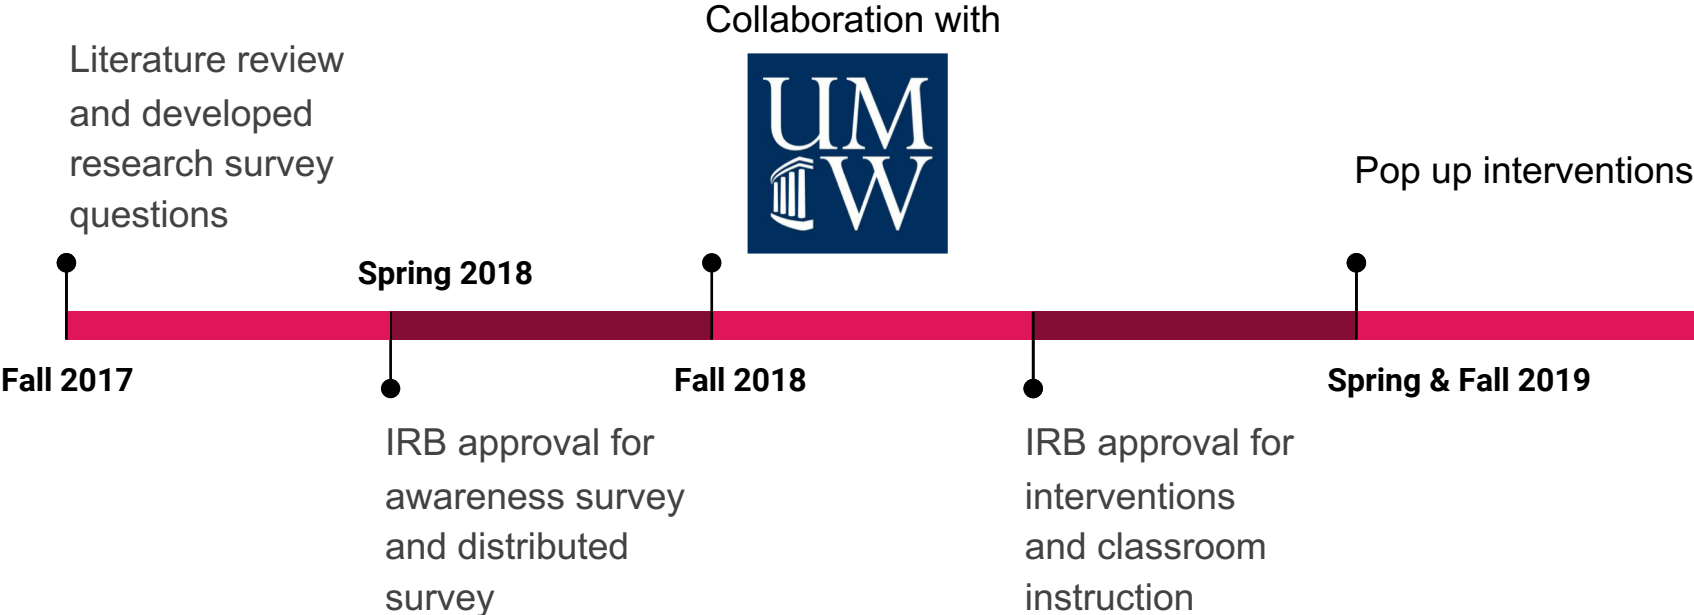 Collaboration with
Literature review
and developed
research survey
questions
UM
W
Pop up interventions
Spring 2018
Fall 2017
Fall 2018
Spring & Fall 2019
IRB approval for
awareness survey
and distributed
survey
IRB approval for
interventions
and classroom
instruction